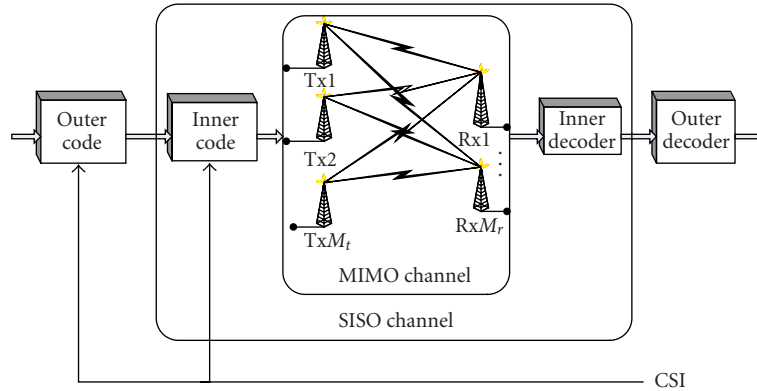 Outer
code
Inner
code
Tx1
Tx2
TxM_t
Rx1
RxM_r
Inner
decoder
Outer
decoder
MIMO channel
SISO channel
CSI